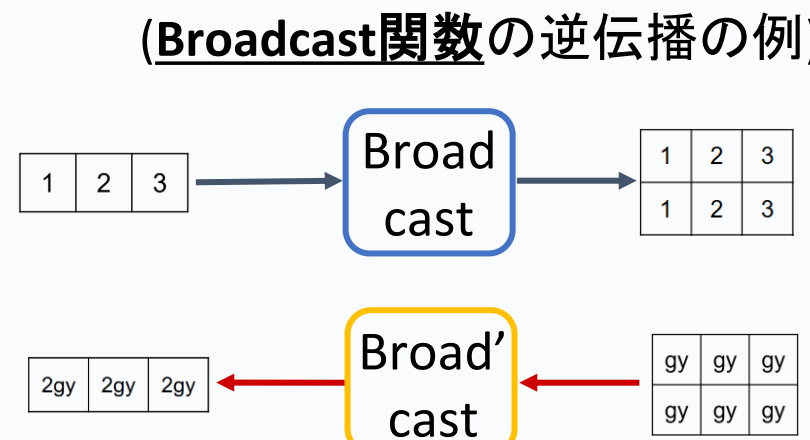 (Broadcast関数の逆伝播の例)
Broad
cast
1 2 3
1 2 3
1 2 3
Broad’
cast
2gy 2gy 2gy
gy gy gy
gy gy gy